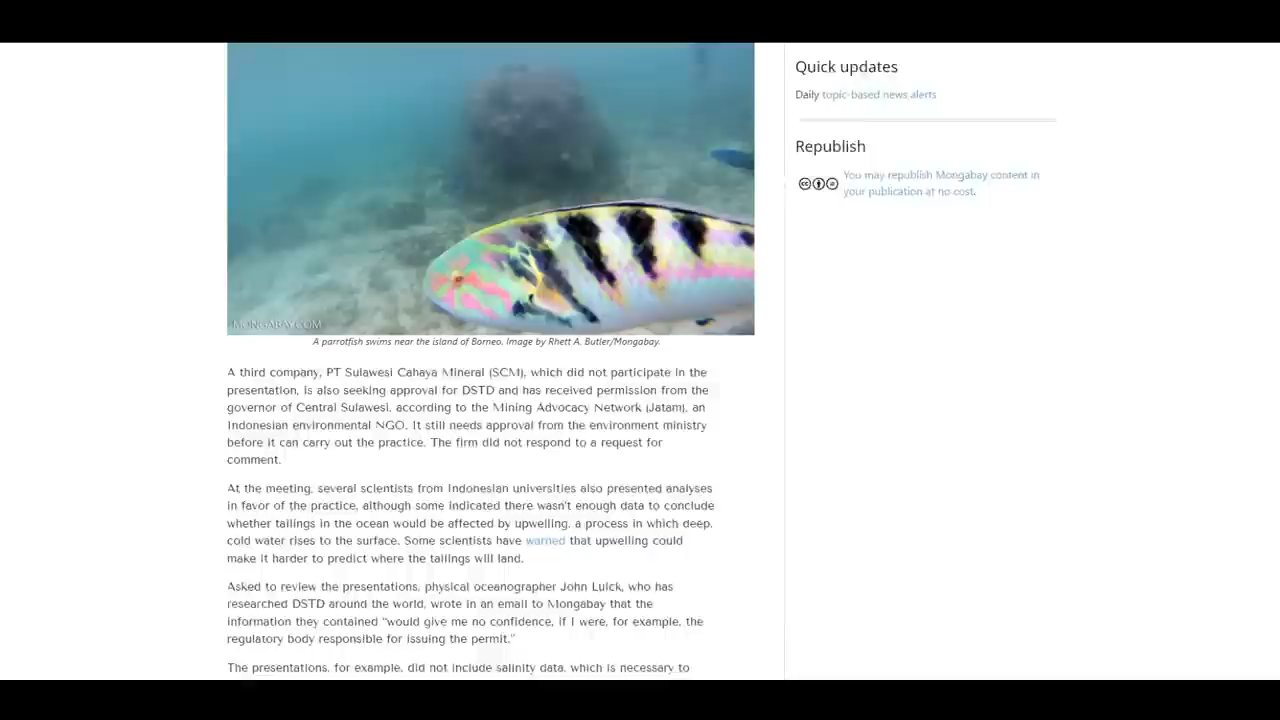 MONGABAY.COM
A parrotfish swims near the island of Borneo. Image by Rhett A. Butler/Mongabay.
A third company, PT Sulawesi Cahaya Mineral (SCM), which did not participate in the
presentation, is also seeking approval for DSTD and has received permission from the
governor of Central Sulawesi, according to the Mining Advocacy Network (Jatam), an
Indonesian environmental NGO. It still needs approval from the environment ministry
before it can carry out the practice. The firm did not respond to a request for
comment.
At the meeting, several scientists from Indonesian universities also presented analyses
in favor of the practice, although some indicated there wasn't enough data to conclude
whether tailings in the ocean would be affected by upwelling, a process in which deep,
cold water rises to the surface. Some scientists have warned that upwelling could
make it harder to predict where the tailings will land.
Asked to review the presentations, physical oceanographer John Luick, who has
researched DSTD around the world, wrote in an email to Mongabay that the
information they contained “would give me no confidence, if I were, for example, the
regulatory body responsible for issuing the permit.”
The presentations, for example, did not include salinity data, which is necessary to
Quick updates
Daily topic-based news alerts
Republish
You may republish Mongabay content in
your publication at no cost.